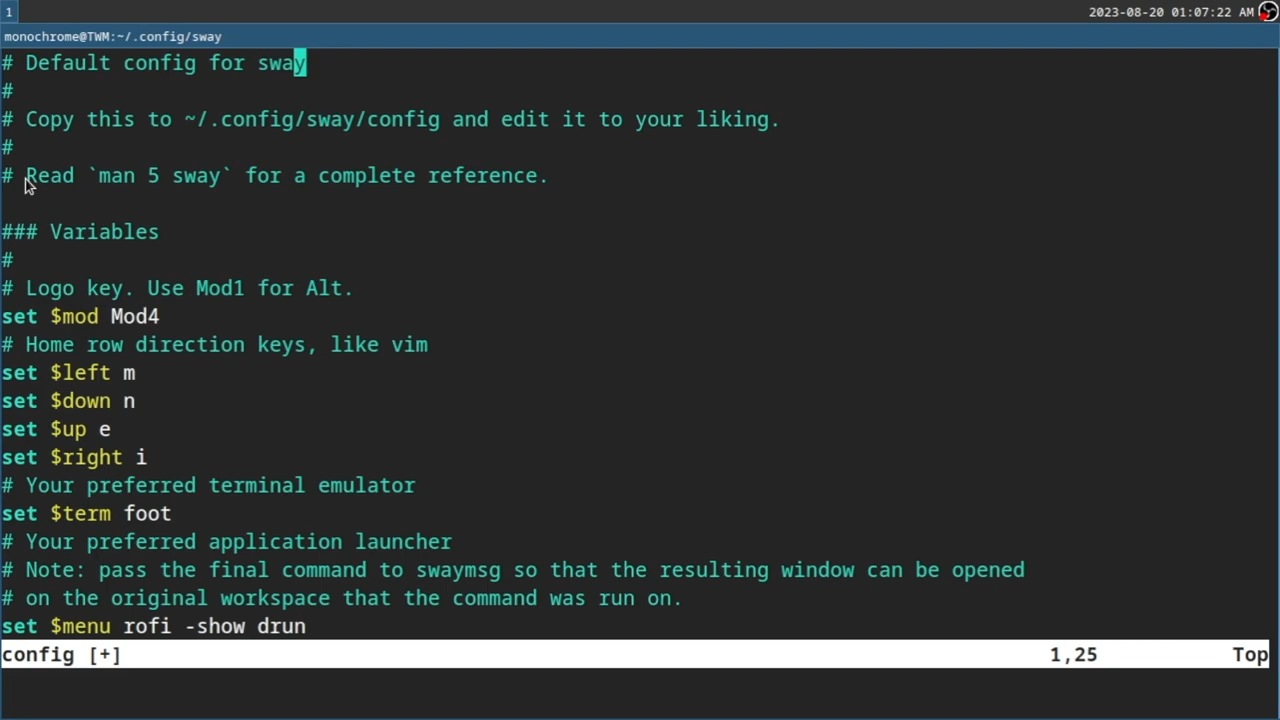 1
2023-08-20 01:07:22 AM
monochrome@TWM:~/.config/sway
# Default config for sway
#
# Copy this to ~/.config/sway/config and edit it to your liking.
#
# Read `man 5 sway` for a complete reference.
### Variables
#
# Logo key. Use Mod1 for Alt.
set $mod Mod4
# Home row direction keys, like vim
set $left m
set $down n
set $up e
set $right i
# Your preferred terminal emulator
set $term foot
# Your preferred application launcher
# Note: pass the final command to swaymsg so that the resulting window can be opened
# on the original workspace that the command was run on.
set $menu rofi -show drun
config [+] 1,25 Top